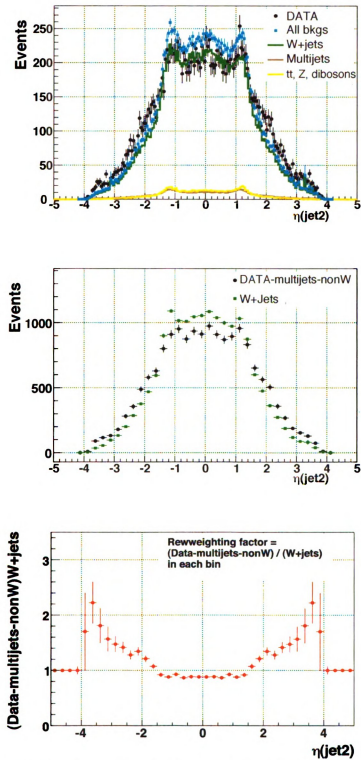 Events
250
200
150
100
50
0
DATA
All bkgs
W+jets
Multijets
tt, Z, dibosons
-5 -4 -3 -2 -1 0 1 2 3 4 5
η(jet2)
Events
1000
500
0
DATA-multijets-nonW
W+Jets
-5 -4 -3 -2 -1 0 1 2 3 4 5
η(jet2)
(Data-multijets-nonW)W+jets
3
2
1
0
Rewweighting factor =
(Data-multijets-nonW) / (W+jets)
in each bin
-4 -2 0 2 4
η(jet2)